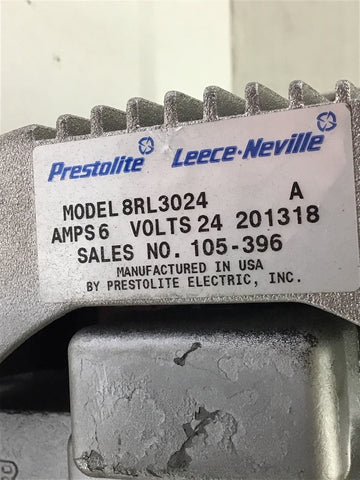 Prestolite Leece-Neville
MODEL 8RL3024 A
AMPS 6 VOLTS 24 201318
SALES NO. 105-396
MANUFACTURED IN USA
BY PRESTOLITE ELECTRIC, INC.